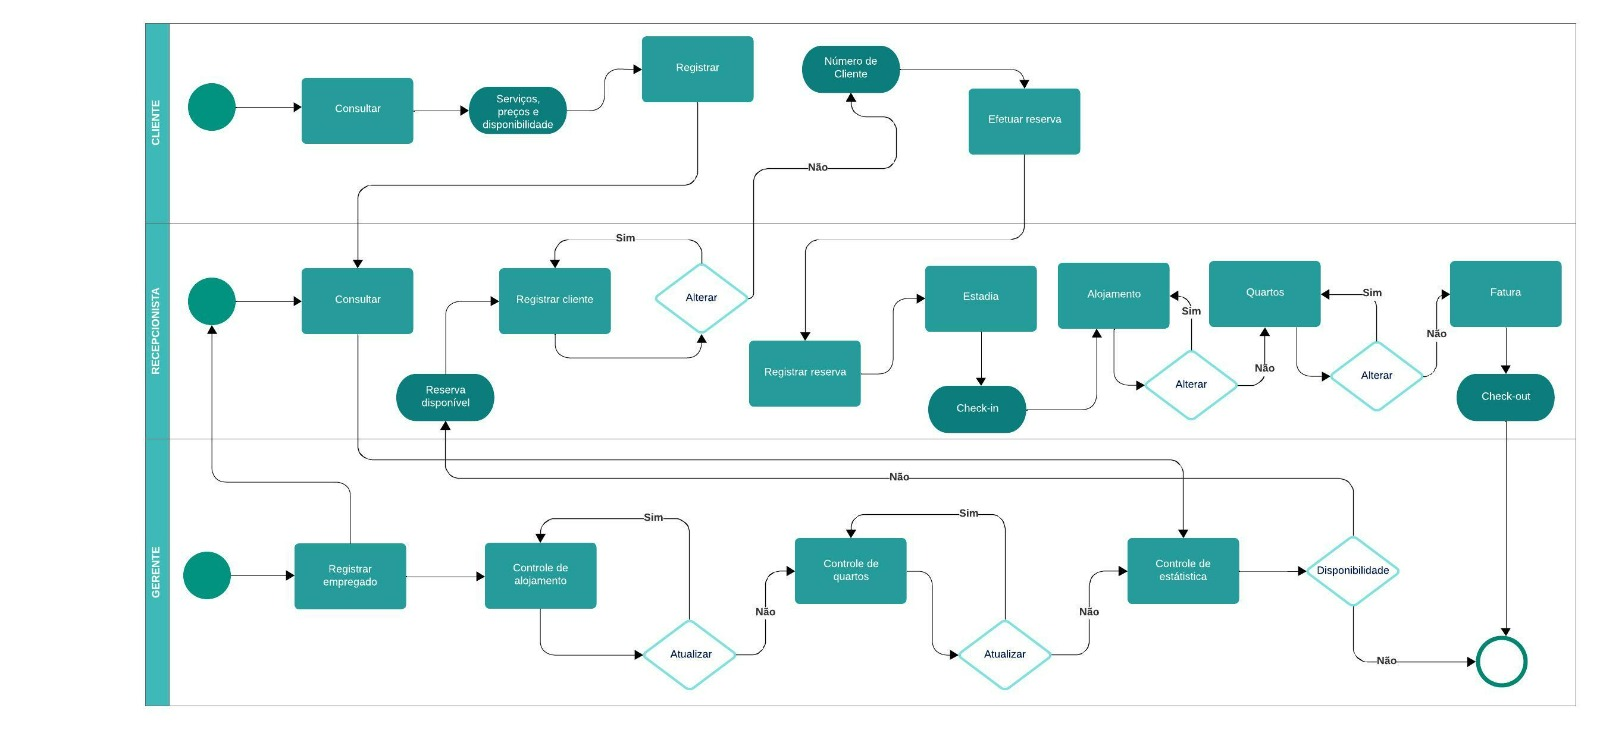 CLIENTE
Consultar
Serviços,
preços e
disponibilidade
Registrar
Número de
Cliente
Efetuar reserva
Não
RECEPCIONISTA
Consultar
Reserva
disponível
Registrar cliente
Sim
Alterar
Registrar reserva
Estadia
Check-in
Alojamento
Sim
Alterar
Não
Quartos
Sim
Alterar
Não
Fatura
Check-out
GERENTE
Registrar
empregado
Controle de
alojamento
Sim
Atualizar
Não
Controle de
quartos
Sim
Atualizar
Não
Controle de
estátistica
Não
Disponibilidade
Não